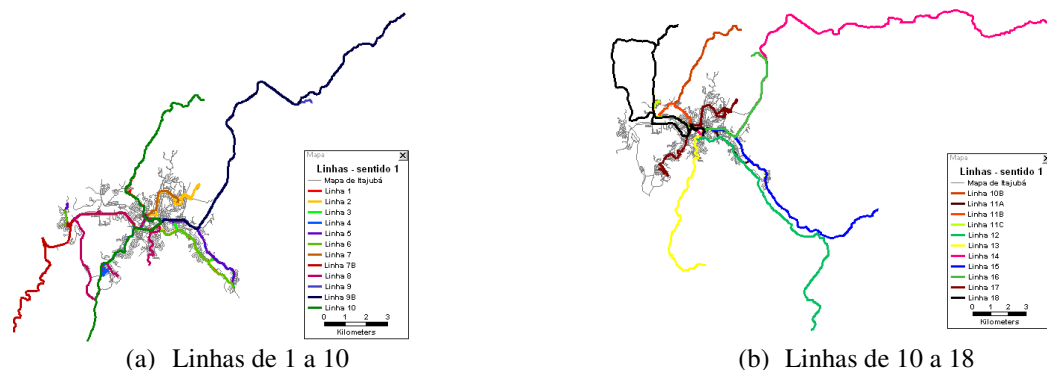 Mapa
Linhas - sentido 1
Mapa de Itajubá
Linha 1
Linha 2
Linha 3
Linha 4
Linha 5
Linha 6
Linha 7
Linha 7B
Linha 8
Linha 9
Linha 9B
Linha 10
0 1 2 3
Kilometers
(a) Linhas de 1 a 10
Mapa
Linhas - sentido 1
Mapa de Itajubá
Linha 10B
Linha 11A
Linha 11B
Linha 11C
Linha 12
Linha 13
Linha 14
Linha 15
Linha 16
Linha 17
Linha 18
0 1 2 3
Kilometers
(b) Linhas de 10 a 18